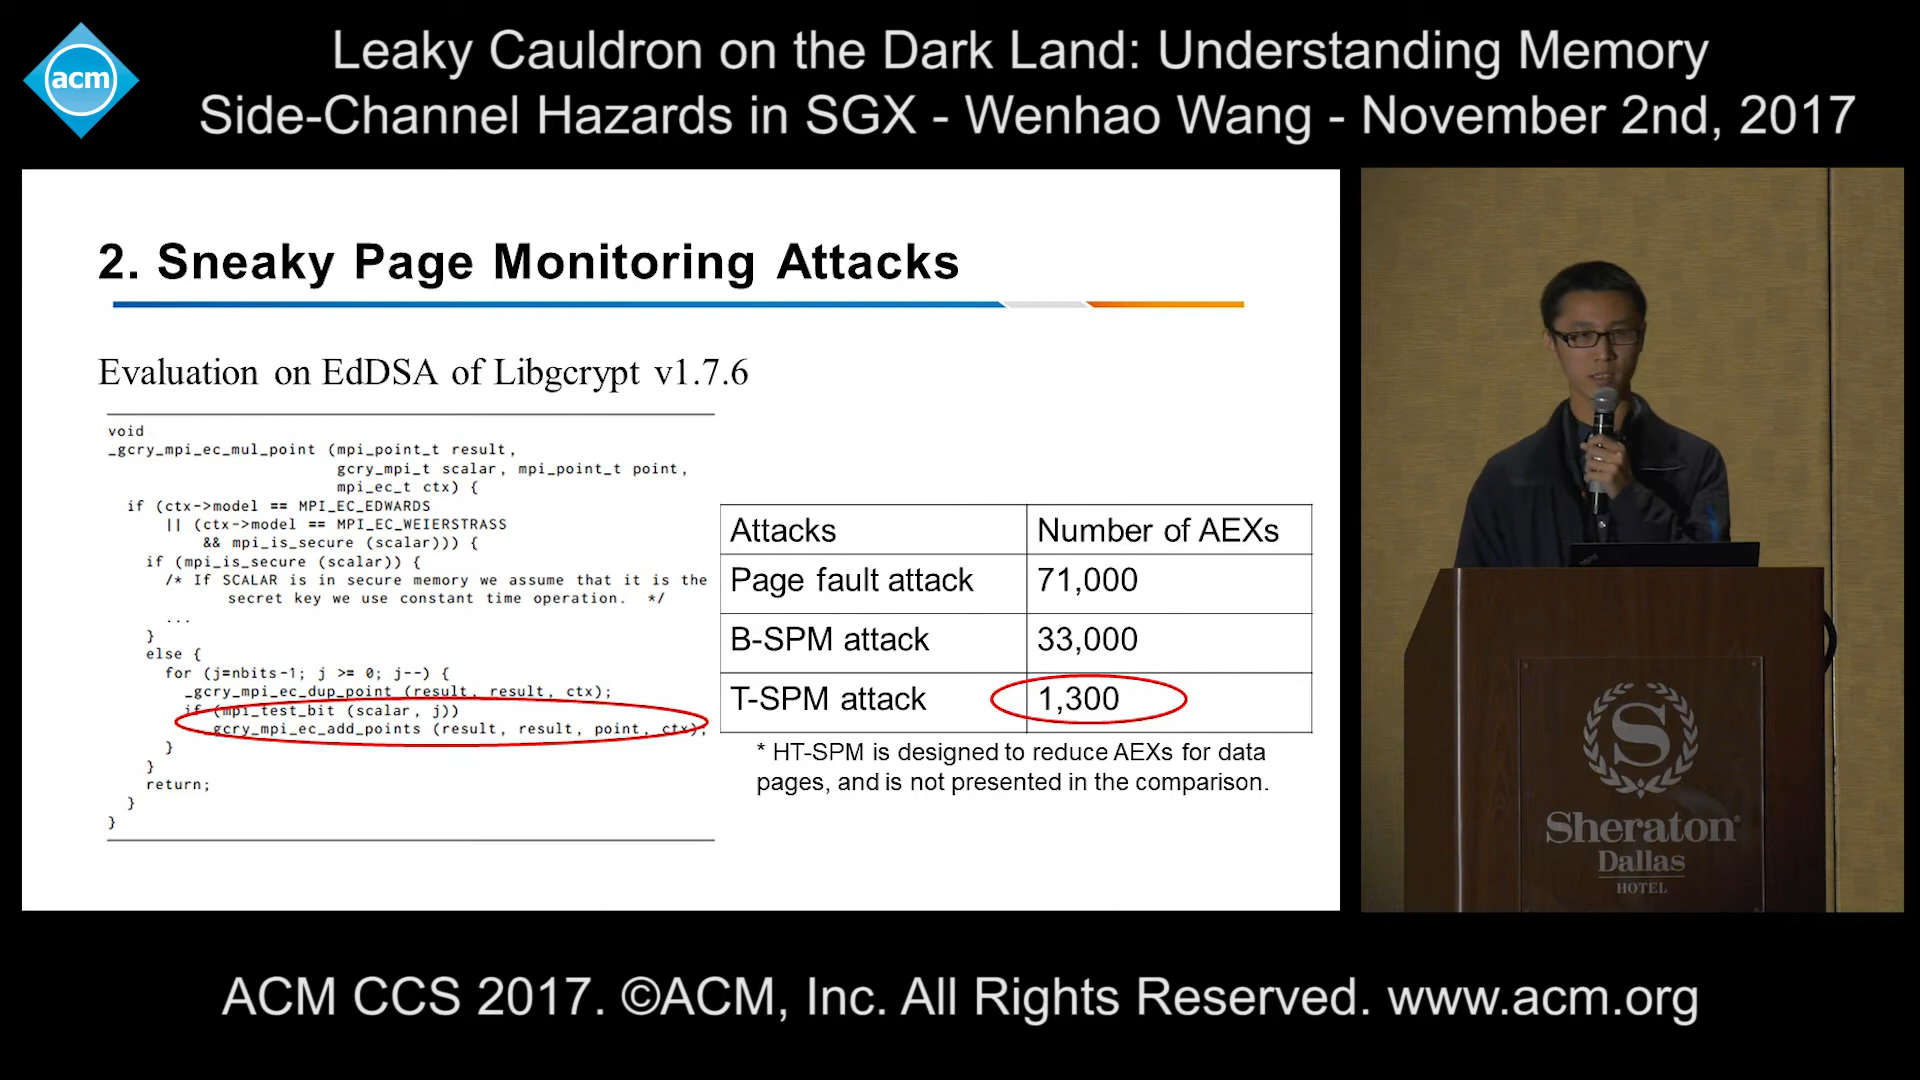 acm
Leaky Cauldron on the Dark Land: Understanding Memory
Side-Channel Hazards in SGX - Wenhao Wang - November 2nd, 2017
2. Sneaky Page Monitoring Attacks
Evaluation on EdDSA of Libgcrypt v1.7.6
void
_gcry_mpi_ec_mul_point (mpi_point_t result,
gcry_mpi_t scalar, mpi_point_t point,
mpi_ec_t ctx) {
if (ctx->model == MPI_EC_EDWARDS
|| (ctx->model == MPI_EC_WEIERSTRASS
&& mpi_is_secure (scalar))) {
if (mpi_is_secure (scalar)) {
/* If SCALAR is in secure memory we assume that it is the
secret key we use constant time operation. */
...
}
else {
for (j=nbits-1; j >= 0; j--) {
_gcry_mpi_ec_dup_point (result, result, ctx);
if (mpi_test_bit (scalar, j))
_gcry_mpi_ec_add_points (result, result, point, ctx);
}
}
return;
}
}
Attacks Number of AEXs
Page fault attack 71,000
B-SPM attack 33,000
T-SPM attack 1,300
* HT-SPM is designed to reduce AEXs for data
pages, and is not presented in the comparison.
S
Sheraton
Dallas
HOTEL
ACM CCS 2017. ©ACM, Inc. All Rights Reserved. www.acm.org